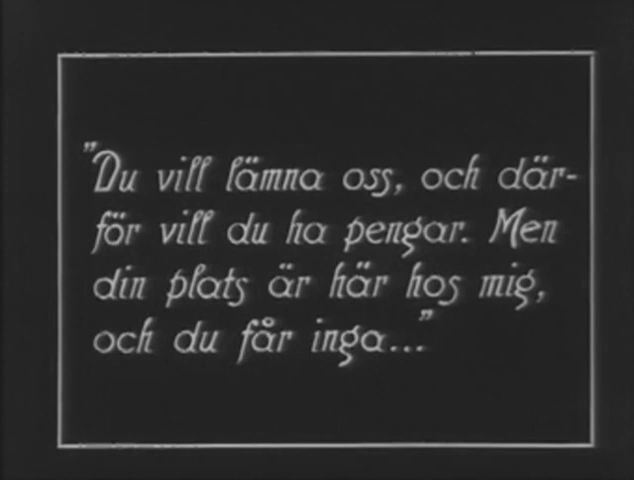 "Du vill lämna oss, och där-
för vill du ha pengar. Men
din plats är här hos mig,
och du får inga..."